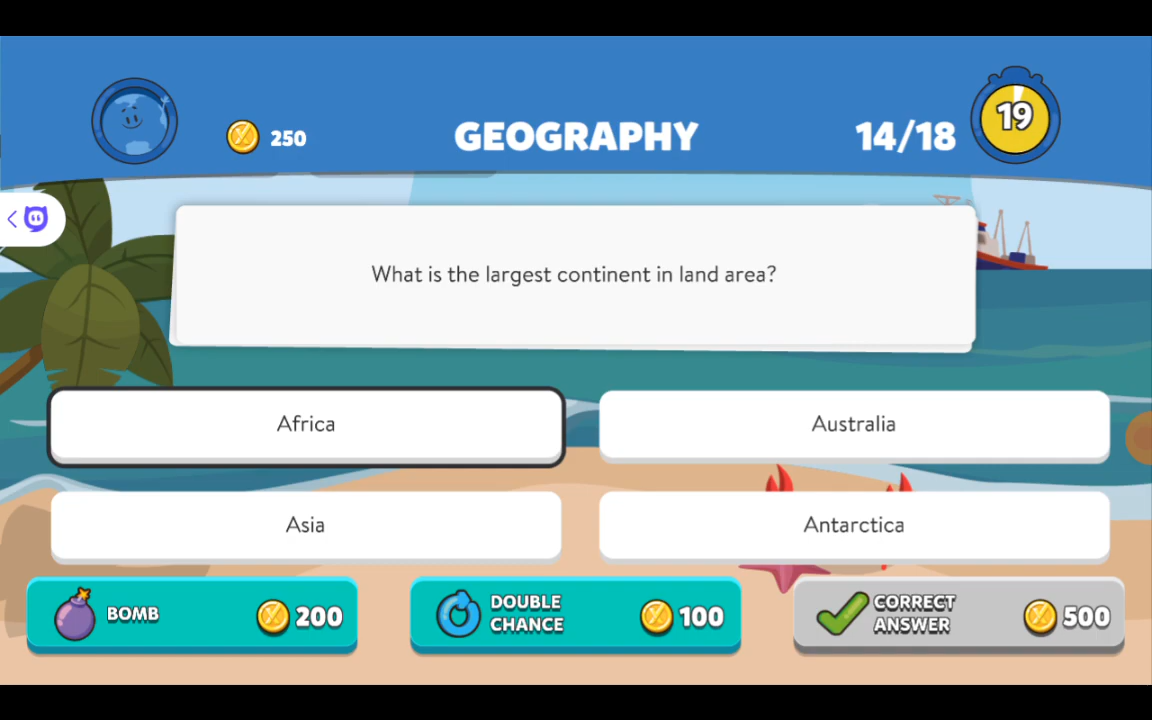 250
GEOGRAPHY
14/18
19
What is the largest continent in land area?
Africa
Australia
Asia
Antarctica
BOMB
200
DOUBLE
CHANCE
100
CORRECT
ANSWER
500